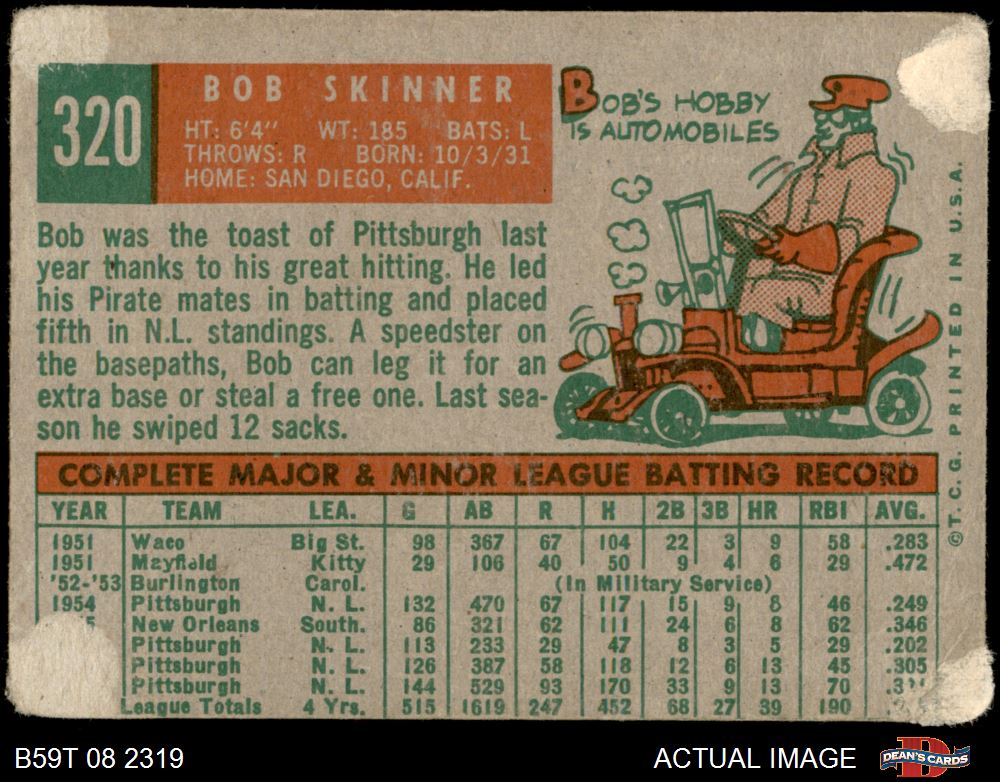 320
BOB SKINNER
HT: 6'4" WT: 185 BATS: L
THROWS: R BORN: 10/3/31
HOME: SAN DIEGO, CALIF.
BOB'S HOBBY
IS AUTOMOBILES
Bob was the toast of Pittsburgh last
year thanks to his great hitting. He led
his Pirate mates in batting and placed
fifth in N.L. standings. A speedster on
the basepaths, Bob can leg it for an
extra base or steal a free one. Last sea-
son he swiped 12 sacks.
©T.C.G. PRINTED IN U.S.A.
COMPLETE MAJOR & MINOR LEAGUE BATTING RECORD
YEAR TEAM LEA. G AB R H 2B 3B HR RBI AVG.
1951 Waco Big St. 98 367 67 104 22 3 9 58 .283
1951 Mayfield Kitty 29 106 40 50 9 4 6 29 .472
'52-'53 Burlington Carol. (In Military Service)
1954 Pittsburgh N. L. 132 470 67 117 15 9 8 46 .249
New Orleans South. 86 321 62 111 24 6 8 62 .346
Pittsburgh N. L. 113 233 29 47 8 3 5 29 .202
Pittsburgh N. L. 126 387 58 118 12 6 13 45 .305
Pittsburgh N. L. 144 529 93 170 33 9 13 70
League Totals 4 Yrs. 515 1619 247 452 68 27 39 190
B59T 08 2319
ACTUAL IMAGE
DEAN'S CARDS